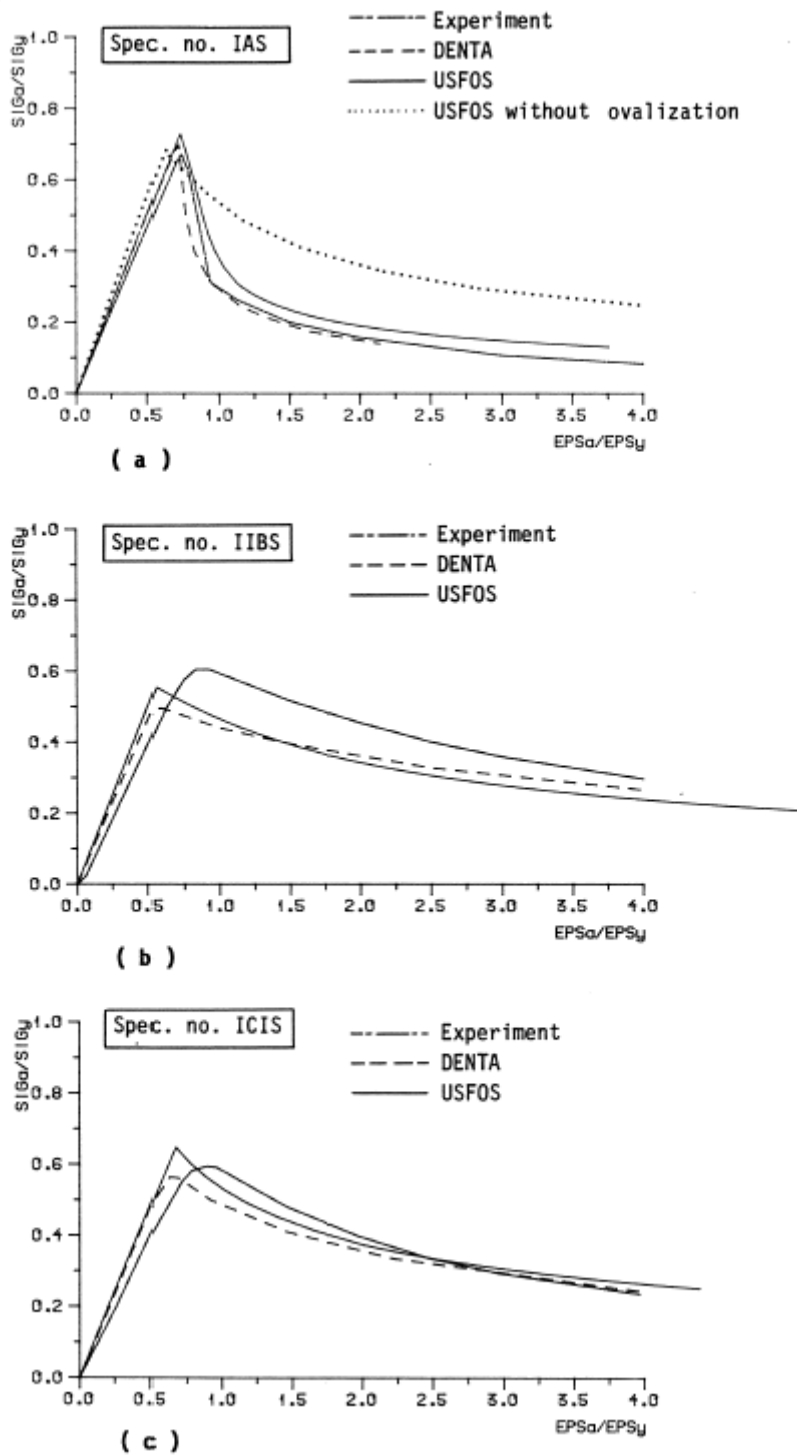 Spec. no. IAS
Experiment
DENTA
USFOS
USFOS without ovalization
SIGa/SIGy
1.0
0.8
0.6
0.4
0.2
0.0
0.0 0.5 1.0 1.5 2.0 2.5 3.0 3.5 4.0
EPSa/EPSy
( a )
Spec. no. IIBS
Experiment
DENTA
USFOS
SIGa/SIGy
1.0
0.8
0.6
0.4
0.2
0.0
0.0 0.5 1.0 1.5 2.0 2.5 3.0 3.5 4.0
EPSa/EPSy
( b )
Spec. no. ICIS
Experiment
DENTA
USFOS
SIGa/SIGy
1.0
0.8
0.6
0.4
0.2
0.0
0.0 0.5 1.0 1.5 2.0 2.5 3.0 3.5 4.0
EPSa/EPSy
( c )